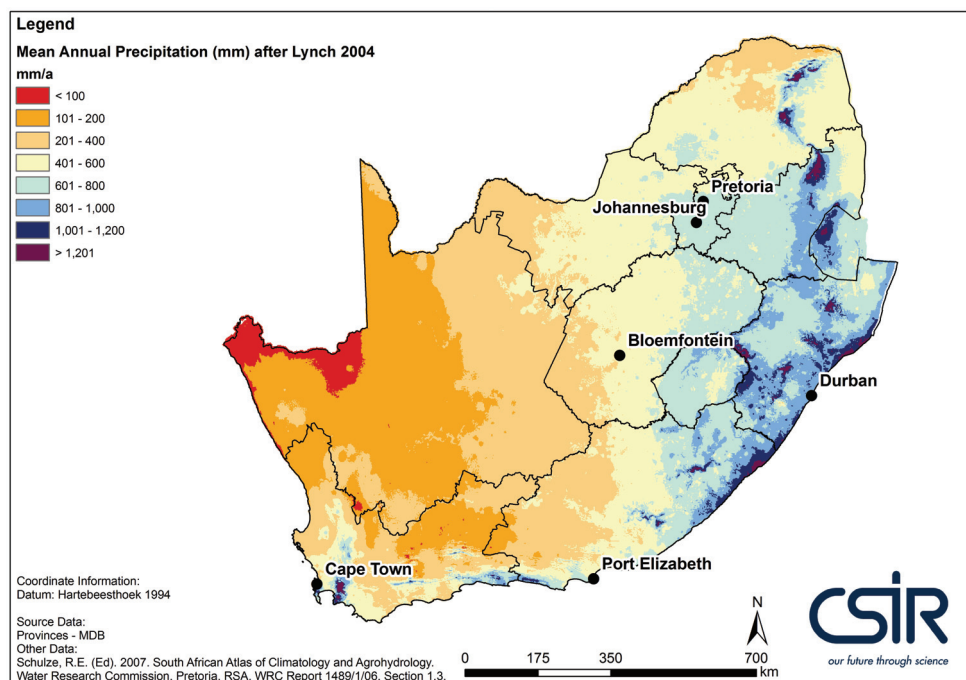 Legend
Mean Annual Precipitation (mm) after Lynch 2004
mm/a
< 100
101 - 200
201 - 400
401 - 600
601 - 800
801 - 1,000
1,001 - 1,200
> 1,201
Pretoria
Johannesburg
Bloemfontein
Durban
Cape Town
Port Elizabeth
Coordinate Information:
Datum: Hartebeesthoek 1994
Source Data:
Provinces - MDB
Other Data:
Schulze, R.E. (Ed). 2007. South African Atlas of Climatology and Agrohydrology.
Water Research Commission, Pretoria, RSA, WRC Report 1489/1/06, Section 1.3.
N
0 175 350 700
km
CSIR
our future through science